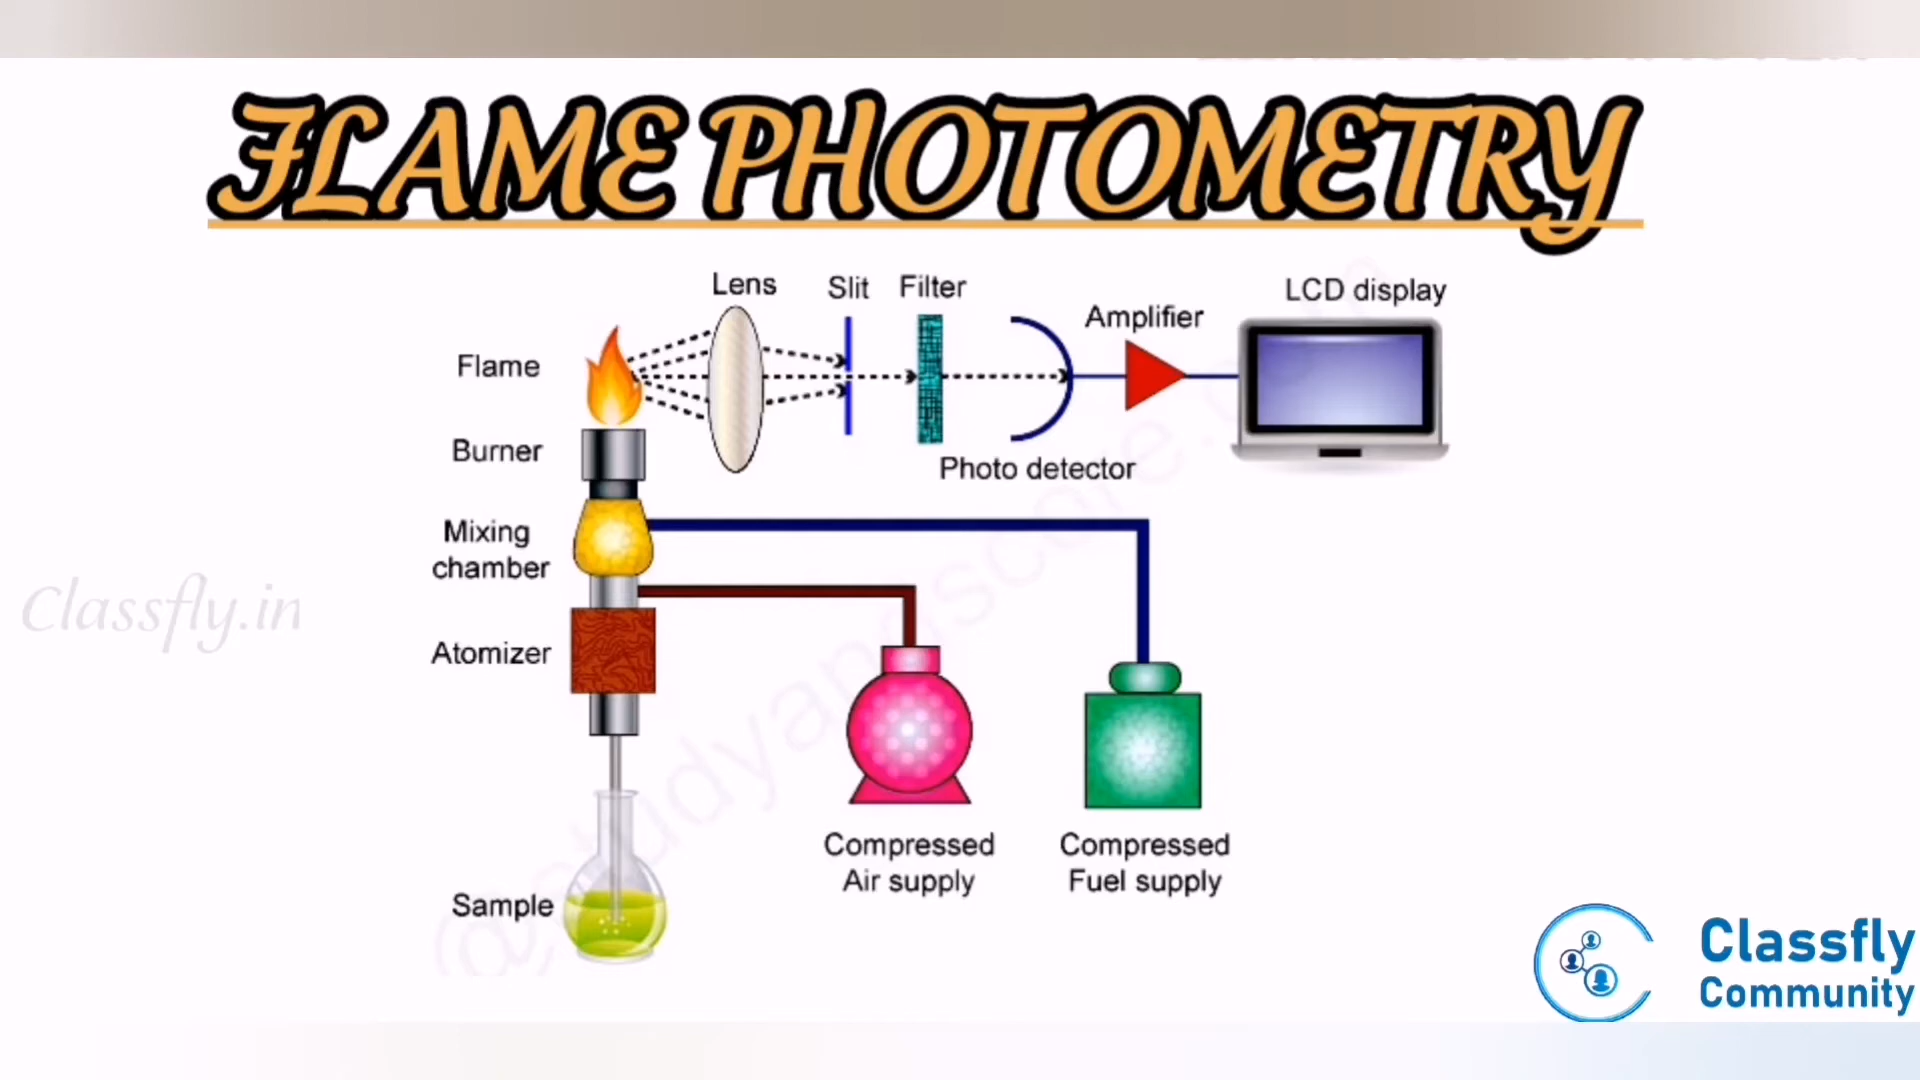 FLAME PHOTOMETRY
Lens
Slit
Filter
LCD display
Amplifier
Flame
Burner
Photo detector
Mixing
chamber
Classfly.in
Atomizer
Compressed
Air supply
Compressed
Fuel supply
Sample
Classfly
Community